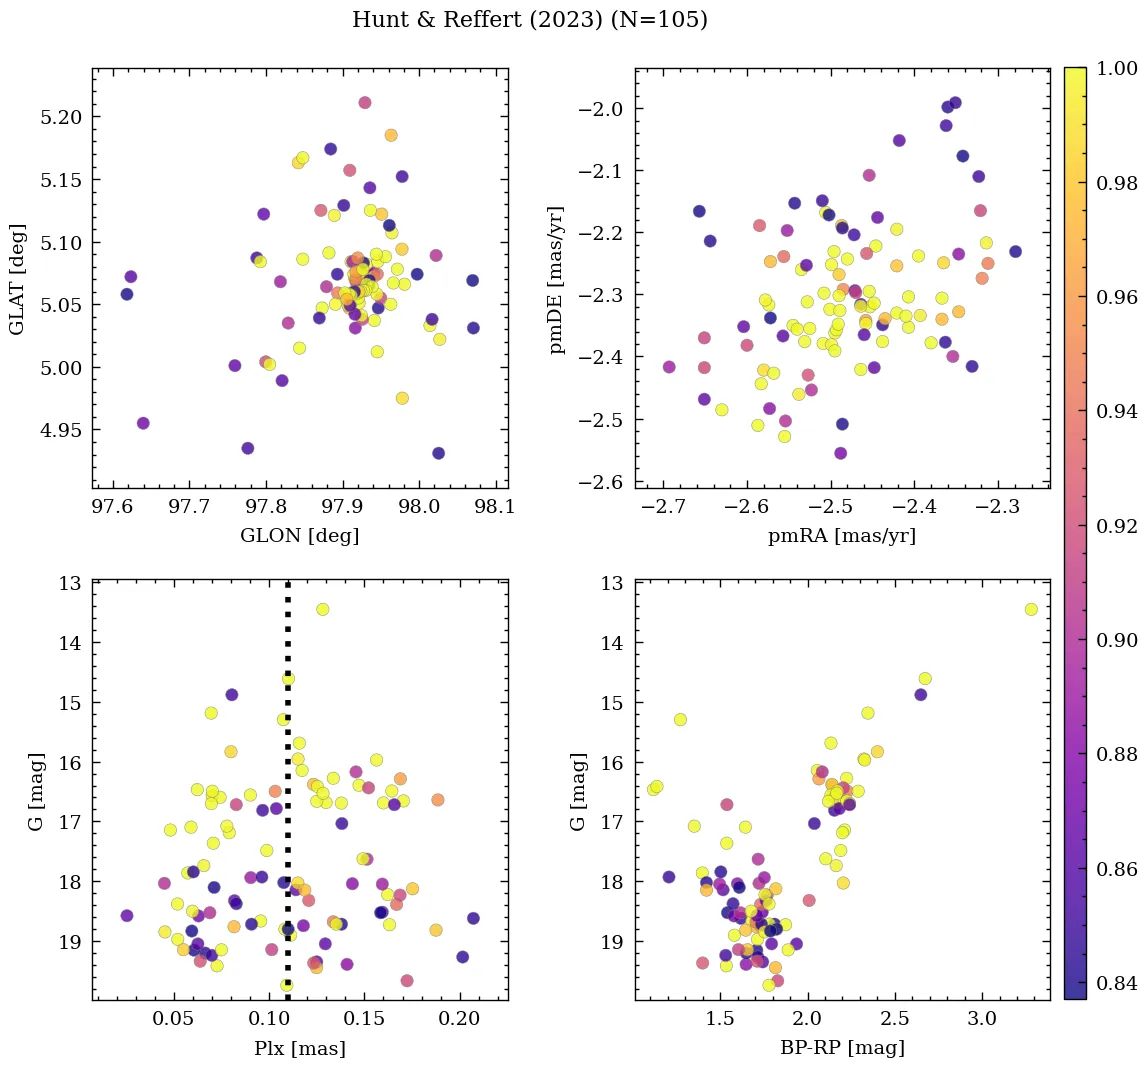 Hunt & Reffert (2023) (N=105)
5.20
5.15
5.10
5.05
5.00
4.95
GLAT [deg]
97.6 97.7 97.8 97.9 98.0 98.1
GLON [deg]
−2.0
−2.1
−2.2
−2.3
−2.4
−2.5
−2.6
pmDE [mas/yr]
−2.7 −2.6 −2.5 −2.4 −2.3
pmRA [mas/yr]
1.00
0.98
0.96
0.94
0.92
0.90
0.88
0.86
0.84
13
14
15
16
17
18
19
G [mag]
0.05 0.10 0.15 0.20
Plx [mas]
13
14
15
16
17
18
19
G [mag]
1.5 2.0 2.5 3.0
BP-RP [mag]